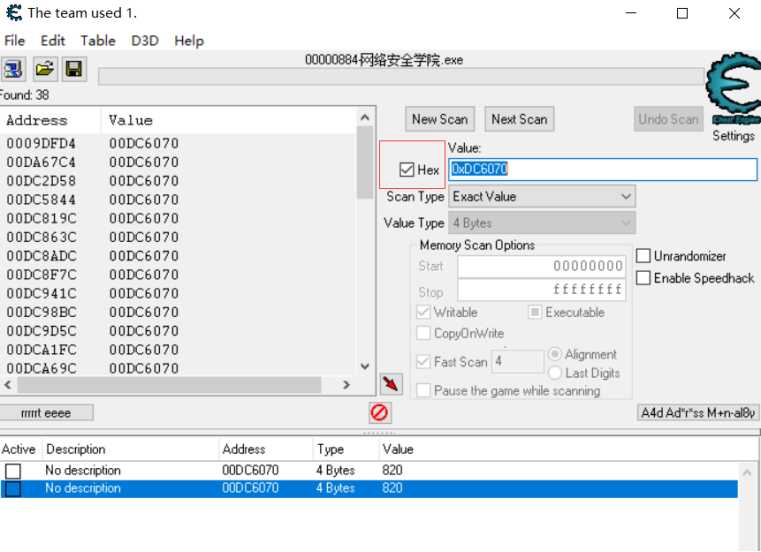 The team used 1.
File Edit Table D3D Help
00000884-网络安全学院.exe
Found: 38
Address Value
0009DFD4 00DC6070
00DA67C4 00DC6070
00DC2D58 00DC6070
00DC5844 00DC6070
00DC819C 00DC6070
00DC863C 00DC6070
00DC8ADC 00DC6070
00DC8F7C 00DC6070
00DC941C 00DC6070
00DC98BC 00DC6070
00DC9D5C 00DC6070
00DCA1FC 00DC6070
00DCA69C 00DC6070
New Scan Next Scan Undo Scan
Cheat Engine
Settings
Value:
Hex 0xDC6070
Scan Type Exact Value
Value Type 4 Bytes
Memory Scan Options
Start 00000000
Stop ffffffff
Writable Executable
CopyOnWrite
Fast Scan 4 Alignment
Last Digits
Pause the game while scanning
Unrandomizer
Enable Speedhack
rrrrrt eeee
A4d Ad*r*ss M+n-al8y
Active Description Address Type Value
No description 00DC6070 4 Bytes 820
No description 00DC6070 4 Bytes 820